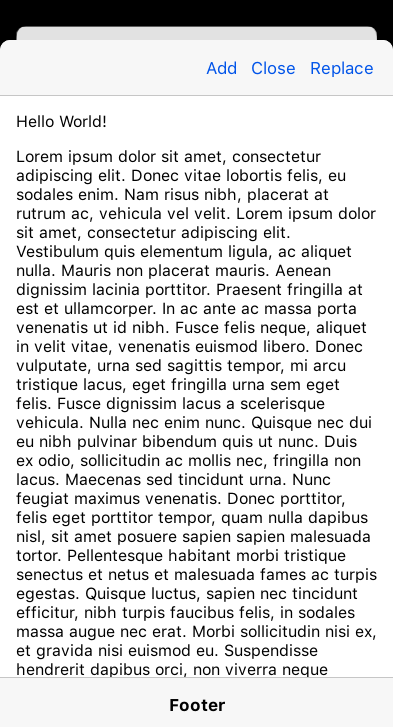 Add Close Replace
Hello World!
Lorem ipsum dolor sit amet, consectetur
adipiscing elit. Donec vitae lobortis felis, eu
sodales enim. Nam risus nibh, placerat at
rutrum ac, vehicula vel velit. Lorem ipsum dolor
sit amet, consectetur adipiscing elit.
Vestibulum quis elementum ligula, ac aliquet
nulla. Mauris non placerat mauris. Aenean
dignissim lacinia porttitor. Praesent fringilla at
est et ullamcorper. In ac ante ac massa porta
venenatis ut id nibh. Fusce felis neque, aliquet
in velit vitae, venenatis euismod libero. Donec
vulputate, urna sed sagittis tempor, mi arcu
tristique lacus, eget fringilla urna sem eget
felis. Fusce dignissim lacus a scelerisque
vehicula. Nulla nec enim nunc. Quisque nec dui
eu nibh pulvinar bibendum quis ut nunc. Duis
ex odio, sollicitudin ac mollis nec, fringilla non
lacus. Maecenas sed tincidunt urna. Nunc
feugiat maximus venenatis. Donec porttitor,
felis eget porttitor tempor, quam nulla dapibus
nisl, sit amet posuere sapien sapien malesuada
tortor. Pellentesque habitant morbi tristique
senectus et netus et malesuada fames ac turpis
egestas. Quisque luctus, sapien nec tincidunt
efficitur, nibh turpis faucibus felis, in sodales
massa augue nec erat. Morbi sollicitudin nisi ex,
et gravida nisi euismod eu. Suspendisse
hendrerit dapibus orci, non viverra neque
Footer